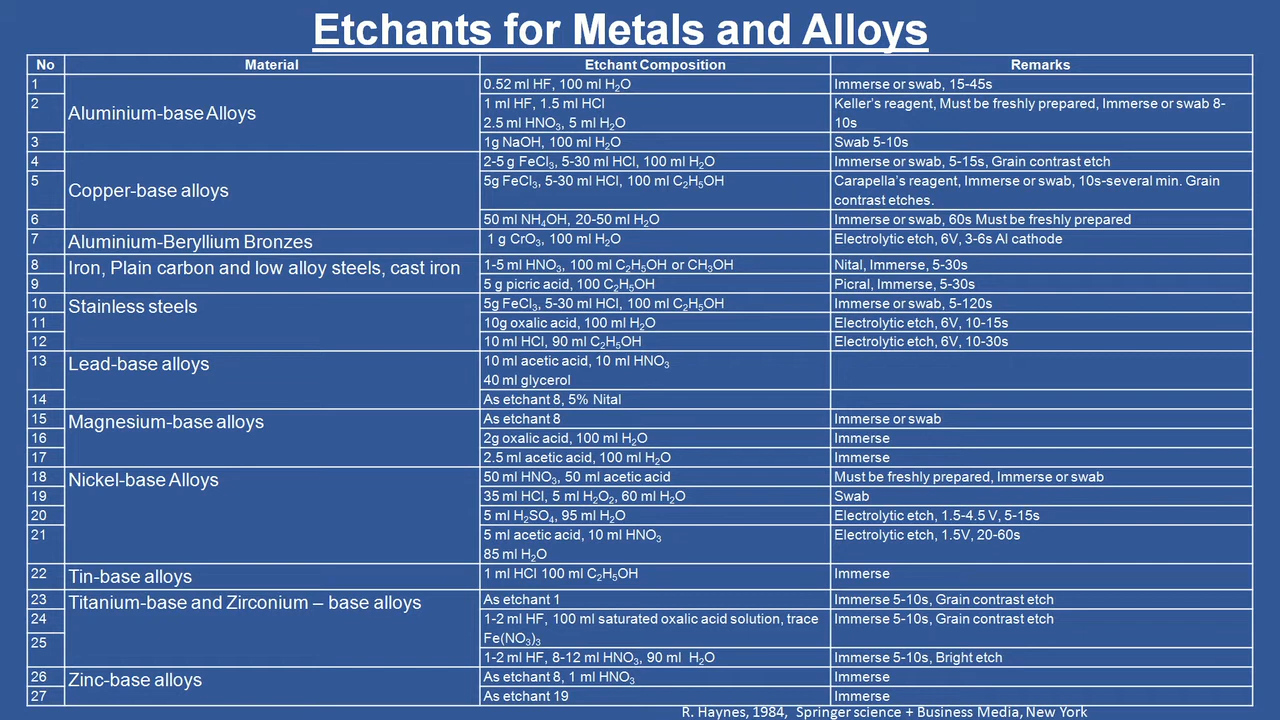 Etchants for Metals and Alloys
No Material Etchant Composition Remarks
1 0.52 ml HF, 100 ml H₂O Immerse or swab, 15-45s
2 Aluminium-base Alloys 1 ml HF, 1.5 ml HCl Keller's reagent, Must be freshly prepared, Immerse or swab 8-
2.5 ml HNO₃, 5 ml H₂O 10s
3 1g NaOH, 100 ml H₂O Swab 5-10s
4 2-5 g FeCl₃, 5-30 ml HCl, 100 ml H₂O Immerse or swab, 5-15s, Grain contrast etch
5 Copper-base alloys 5g FeCl₃, 5-30 ml HCl, 100 ml C₂H₅OH Carapella's reagent, Immerse or swab, 10s-several min. Grain
contrast etches.
6 50 ml NH₄OH, 20-50 ml H₂O Immerse or swab, 60s Must be freshly prepared
7 Aluminium-Beryllium Bronzes 1 g CrO₃, 100 ml H₂O Electrolytic etch, 6V, 3-6s Al cathode
8 Iron, Plain carbon and low alloy steels, cast iron 1-5 ml HNO₃, 100 ml C₂H₅OH or CH₃OH Nital, Immerse, 5-30s
9 5 g picric acid, 100 C₂H₅OH Picral, Immerse, 5-30s
10 Stainless steels 5g FeCl₃, 5-30 ml HCl, 100 ml C₂H₅OH Immerse or swab, 5-120s
11 10g oxalic acid, 100 ml H₂O Electrolytic etch, 6V, 10-15s
12 10 ml HCl, 90 ml C₂H₅OH Electrolytic etch, 6V, 10-30s
13 Lead-base alloys 10 ml acetic acid, 10 ml HNO₃
40 ml glycerol
14 As etchant 8, 5% Nital
15 Magnesium-base alloys As etchant 8 Immerse or swab
16 2g oxalic acid, 100 ml H₂O Immerse
17 2.5 ml acetic acid, 100 ml H₂O Immerse
18 Nickel-base Alloys 50 ml HNO₃, 50 ml acetic acid Must be freshly prepared, Immerse or swab
19 35 ml HCl, 5 ml H₂O₂, 60 ml H₂O Swab
20 5 ml H₂SO₄, 95 ml H₂O Electrolytic etch, 1.5-4.5 V, 5-15s
21 5 ml acetic acid, 10 ml HNO₃ Electrolytic etch, 1.5V, 20-60s
85 ml H₂O
22 Tin-base alloys 1 ml HCl 100 ml C₂H₅OH Immerse
23 Titanium-base and Zirconium – base alloys As etchant 1 Immerse 5-10s, Grain contrast etch
24 1-2 ml HF, 100 ml saturated oxalic acid solution, trace Immerse 5-10s, Grain contrast etch
Fe(NO₃)₃
25 1-2 ml HF, 8-12 ml HNO₃, 90 ml H₂O Immerse 5-10s, Bright etch
26 Zinc-base alloys As etchant 8, 1 ml HNO₃ Immerse
27 As etchant 19 Immerse
R. Haynes, 1984, Springer science + Business Media, New York